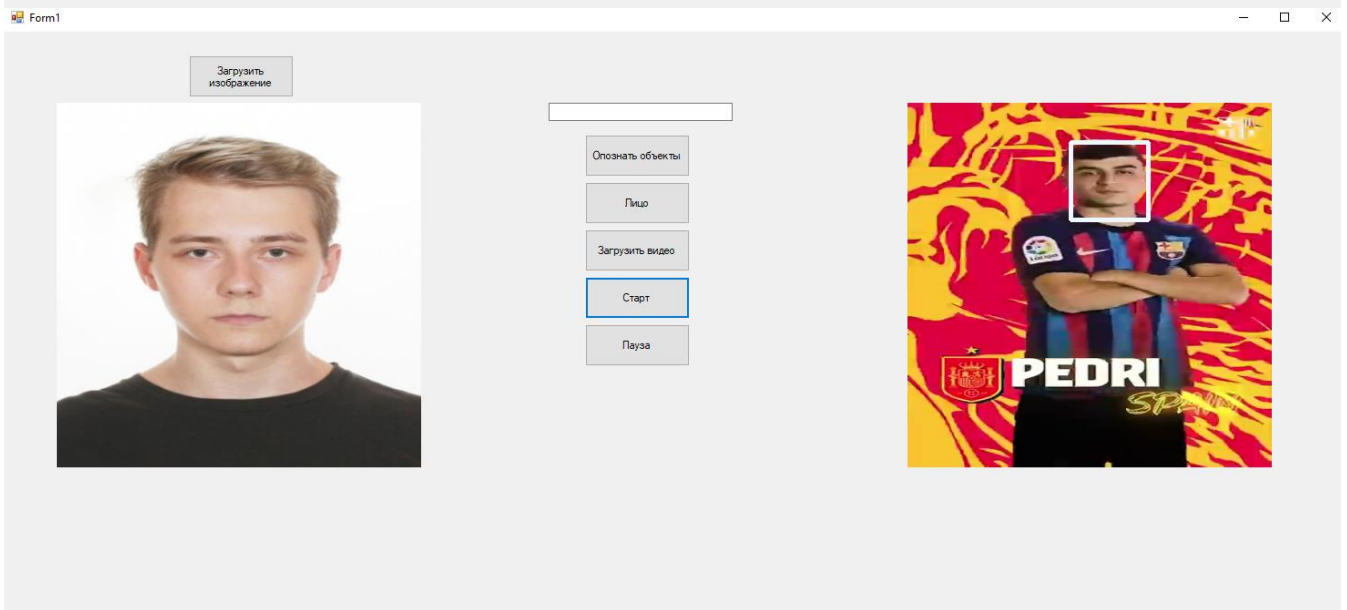 Form1
Загрузить
изображение
Опознать объекты
Лицо
Загрузить видео
Старт
Пауза
PEDRI
SPAIN